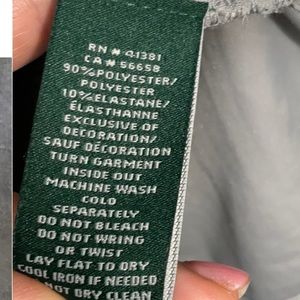 RN # 41381
CA # 56658
90% POLYESTER/
POLYESTER
10% ELASTANE/
ÉLASTHANNE
EXCLUSIVE OF
DECORATION/
SAUF DÉCORATION
TURN GARMENT
INSIDE OUT
MACHINE WASH
COLD
SEPARATELY
DO NOT BLEACH
DO NOT WRING
OR TWIST
LAY FLAT TO DRY
COOL IRON IF NEEDED
NOT DRY CLEAN